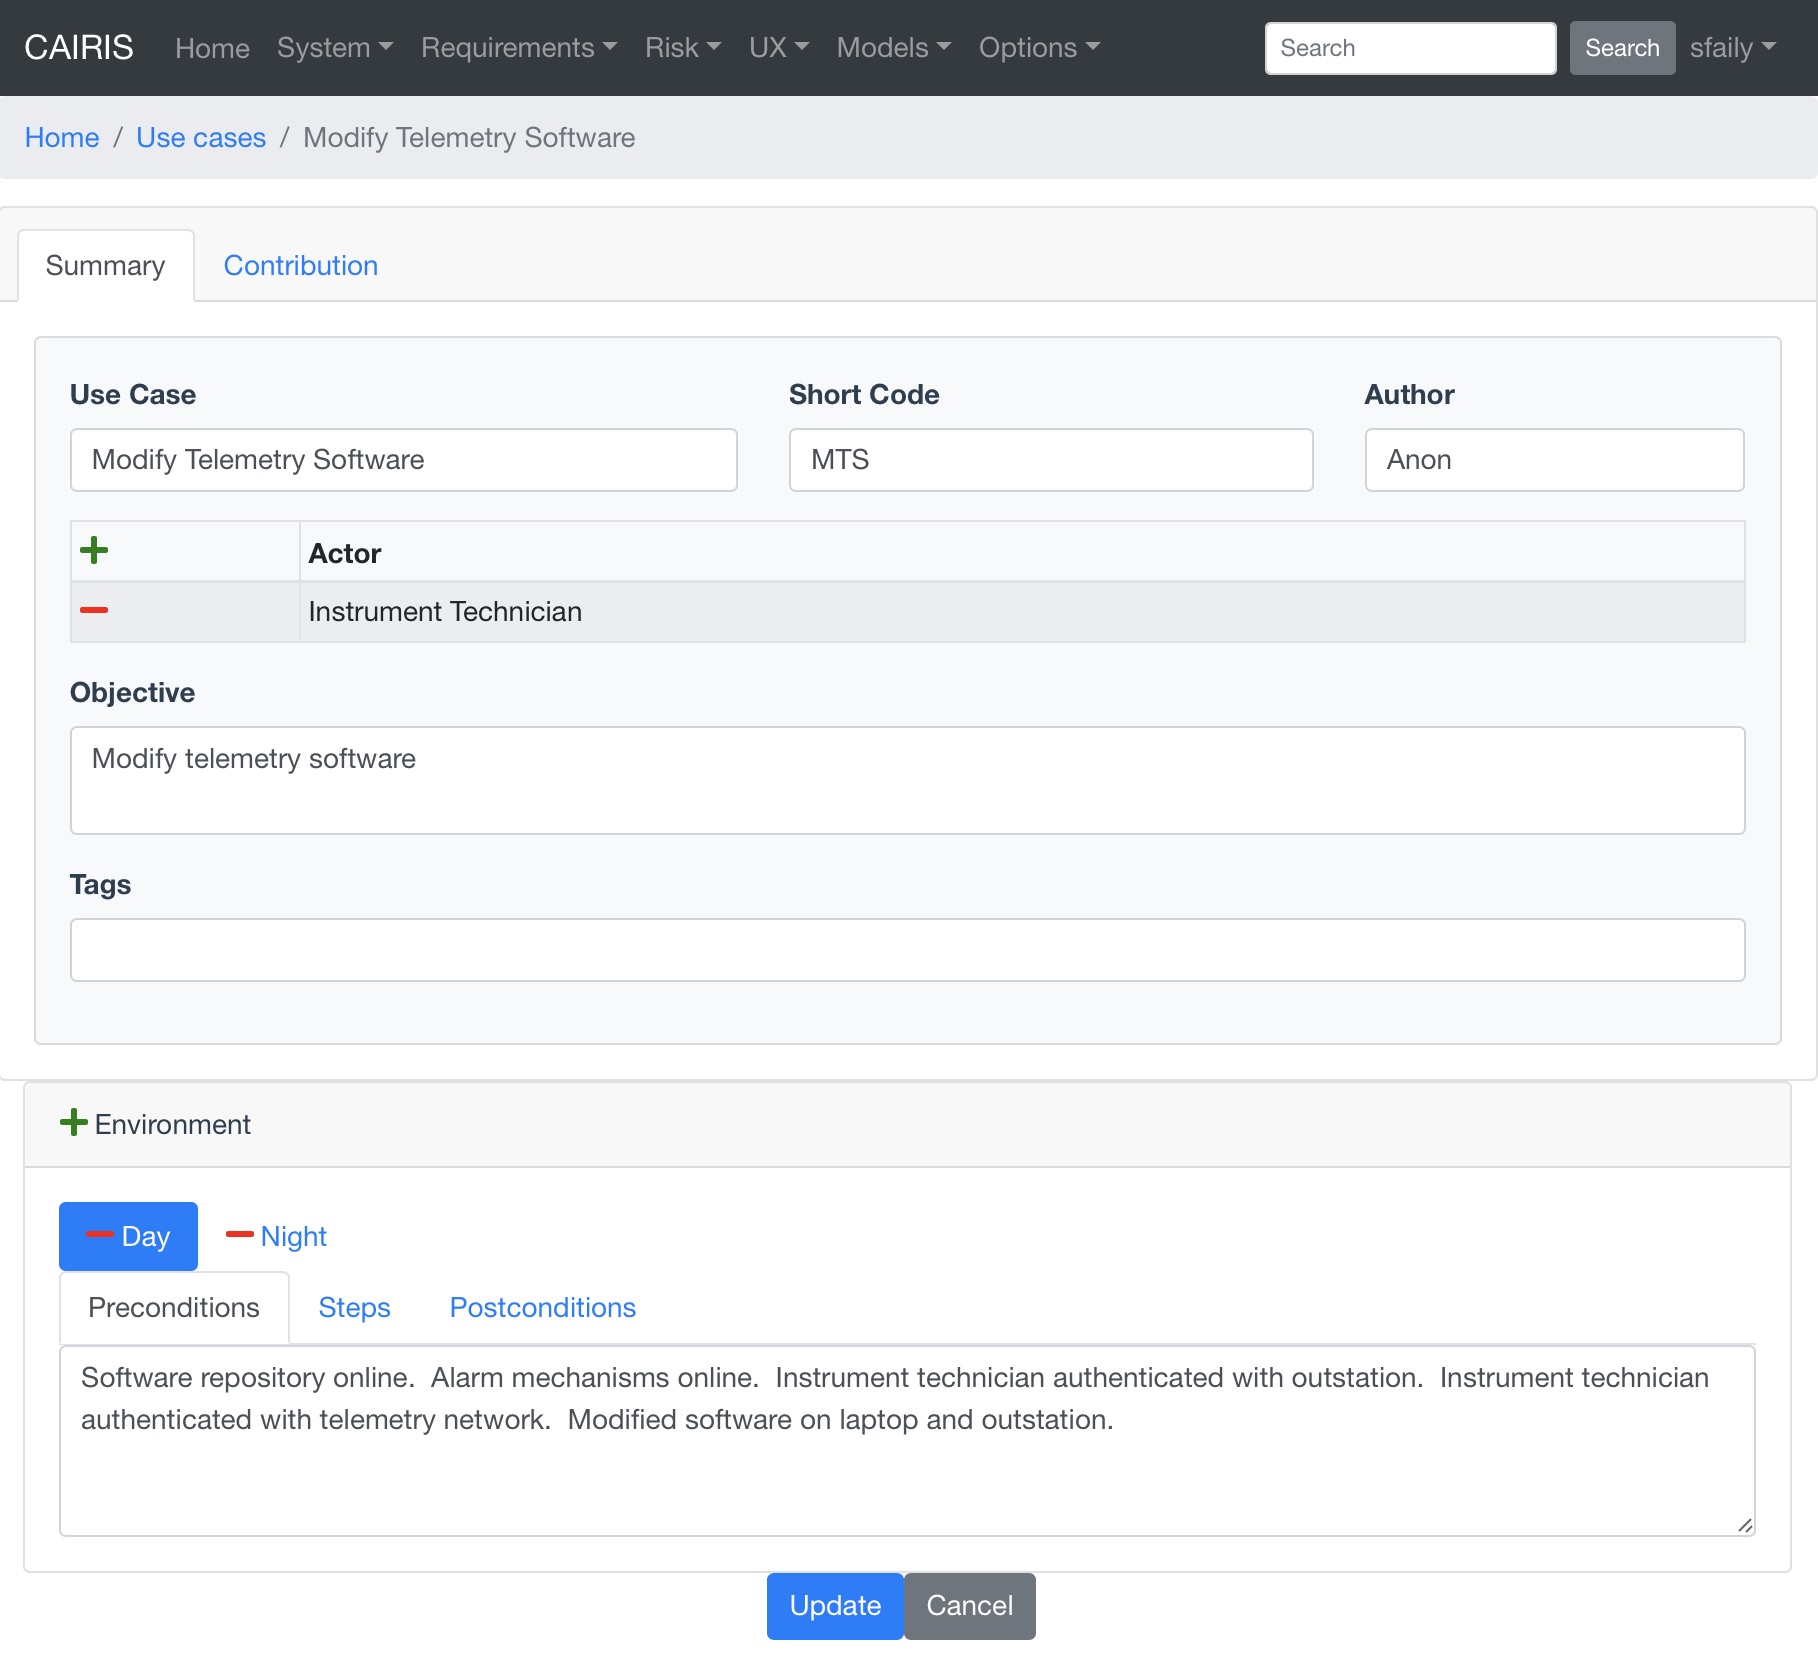 CAIRIS Home System Requirements Risk UX Models Options Search Search sfaily
Home / Use cases / Modify Telemetry Software
Summary Contribution
Use Case Short Code Author
Modify Telemetry Software MTS Anon
Actor
Instrument Technician
Objective
Modify telemetry software
Tags
Environment
Day Night
Preconditions Steps Postconditions
Software repository online.  Alarm mechanisms online.  Instrument technician authenticated with outstation.  Instrument technician
authenticated with telemetry network.  Modified software on laptop and outstation.
Update Cancel